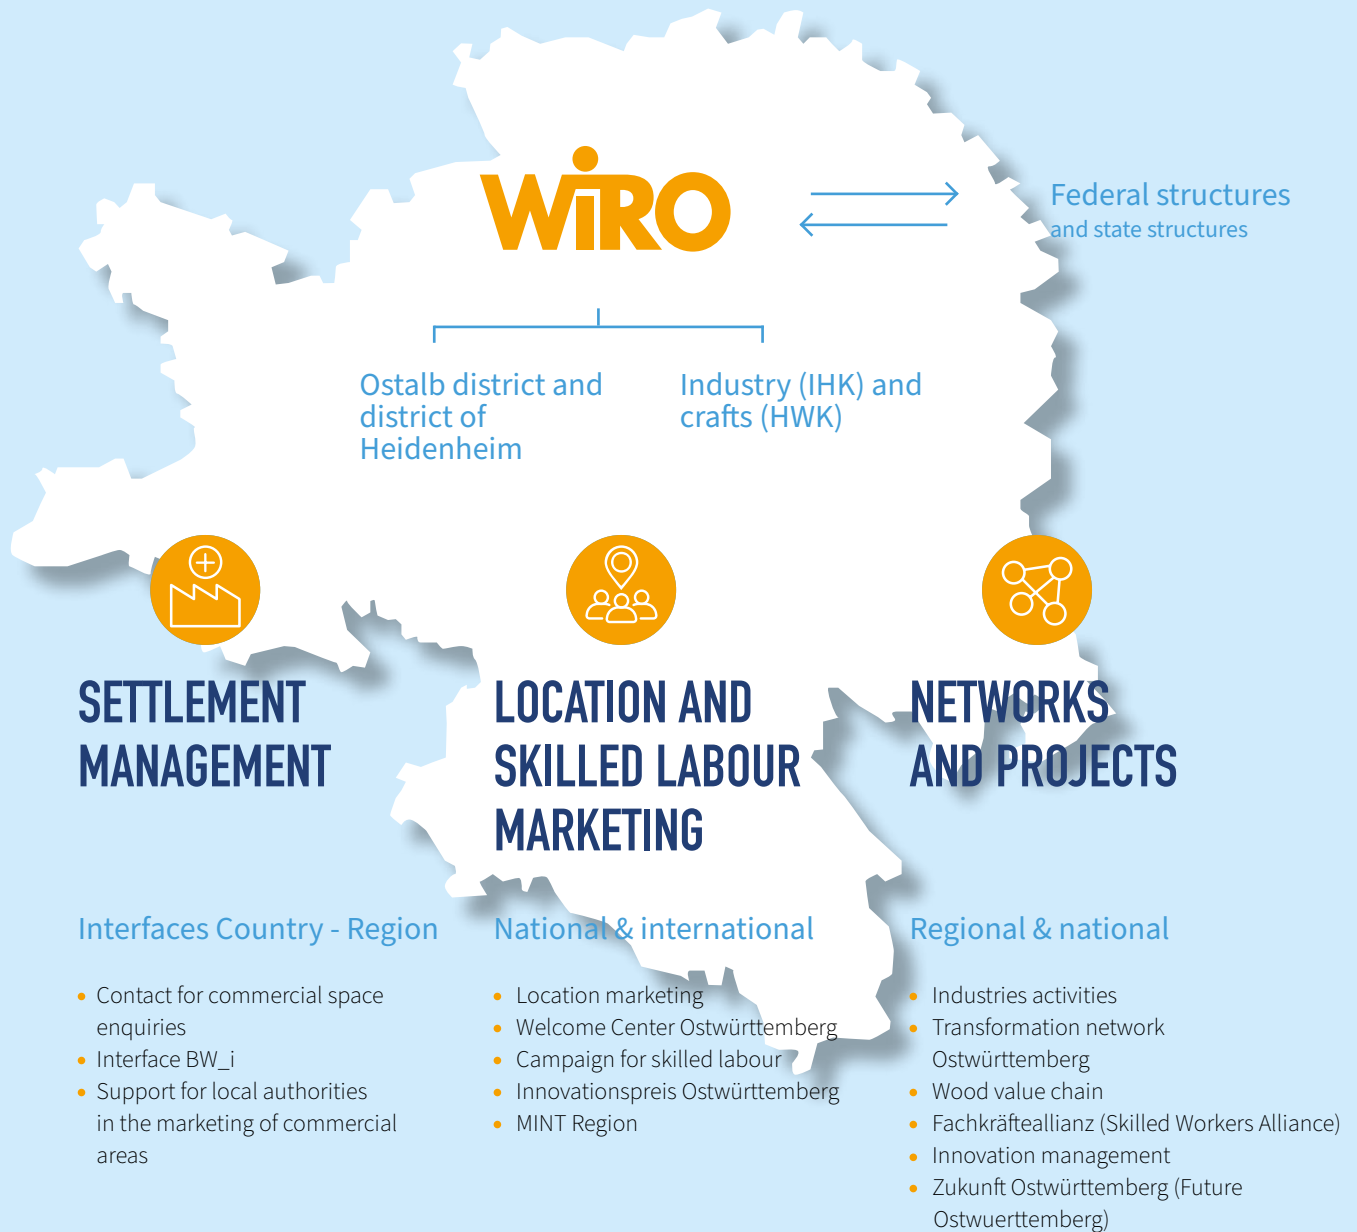 WiRO
Federal structures
and state structures
Ostalb district and
district of
Heidenheim
Industry (IHK) and
crafts (HWK)
SETTLEMENT
MANAGEMENT
Interfaces Country - Region
• Contact for commercial space
enquiries
• Interface BW_i
• Support for local authorities
in the marketing of commercial
areas
LOCATION AND
SKILLED LABOUR
MARKETING
National & international
• Location marketing
• Welcome Center Ostwürttemberg
• Campaign for skilled labour
• Innovationspreis Ostwürttemberg
• MINT Region
NETWORKS
AND PROJECTS
Regional & national
• Industries activities
• Transformation network
Ostwürttemberg
• Wood value chain
• Fachkräfteallianz (Skilled Workers Alliance)
• Innovation management
• Zukunft Ostwürttemberg (Future
Ostwuerttemberg)